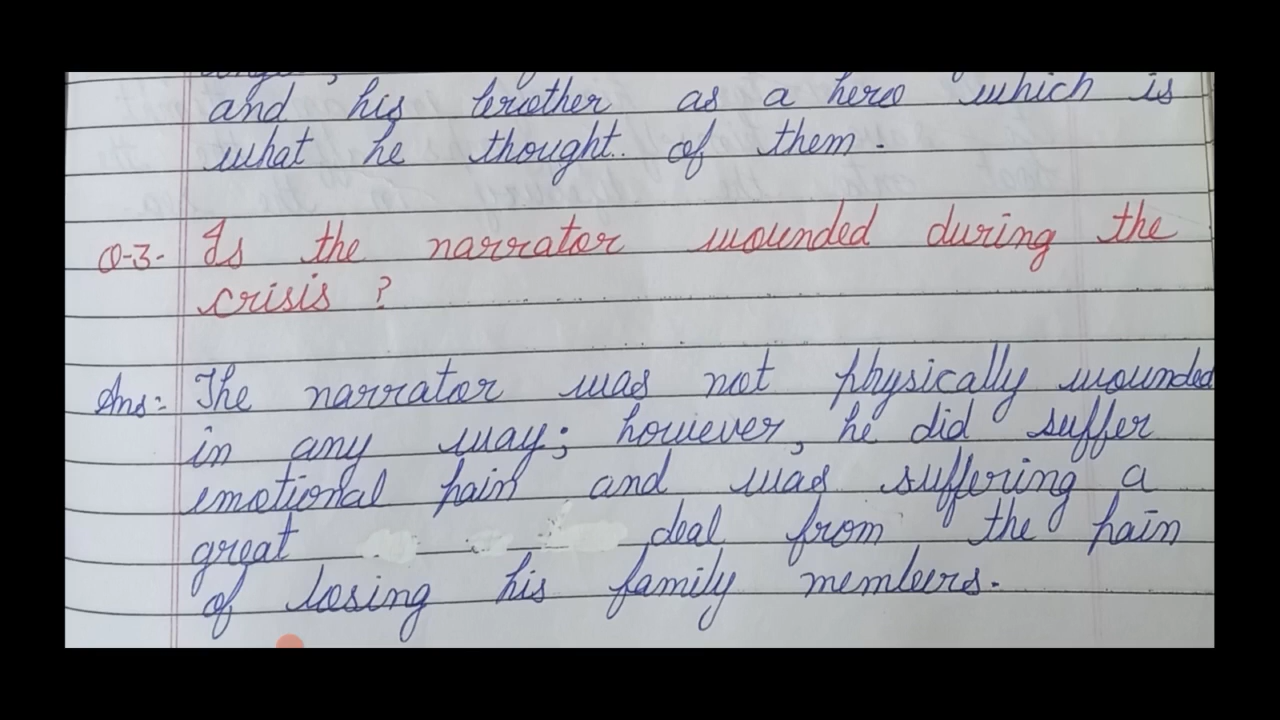 and his brother as a hero which is
what he thought of them.
Q-3- Is the narrator wounded during the
crisis ?
Ans:- The narrator was not physically wounded
in any way; however, he did suffer
emotional pain and was suffering a
great deal from the pain
of losing his family members.